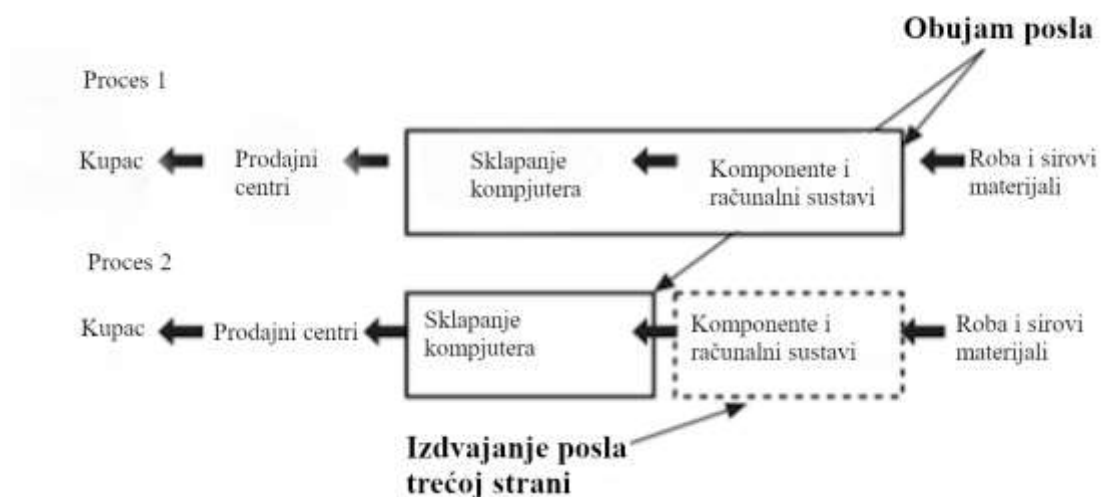 Obujam posla
Proces 1
Kupac
Prodajni
centri
Sklapanje
kompjutera
Komponente i
računalni sustavi
Roba i sirovi
materijali
Proces 2
Kupac
Prodajni centri
Sklapanje
kompjutera
Komponente i
računalni sustavi
Roba i sirovi
materijali
Izdvajanje posla
trećoj strani